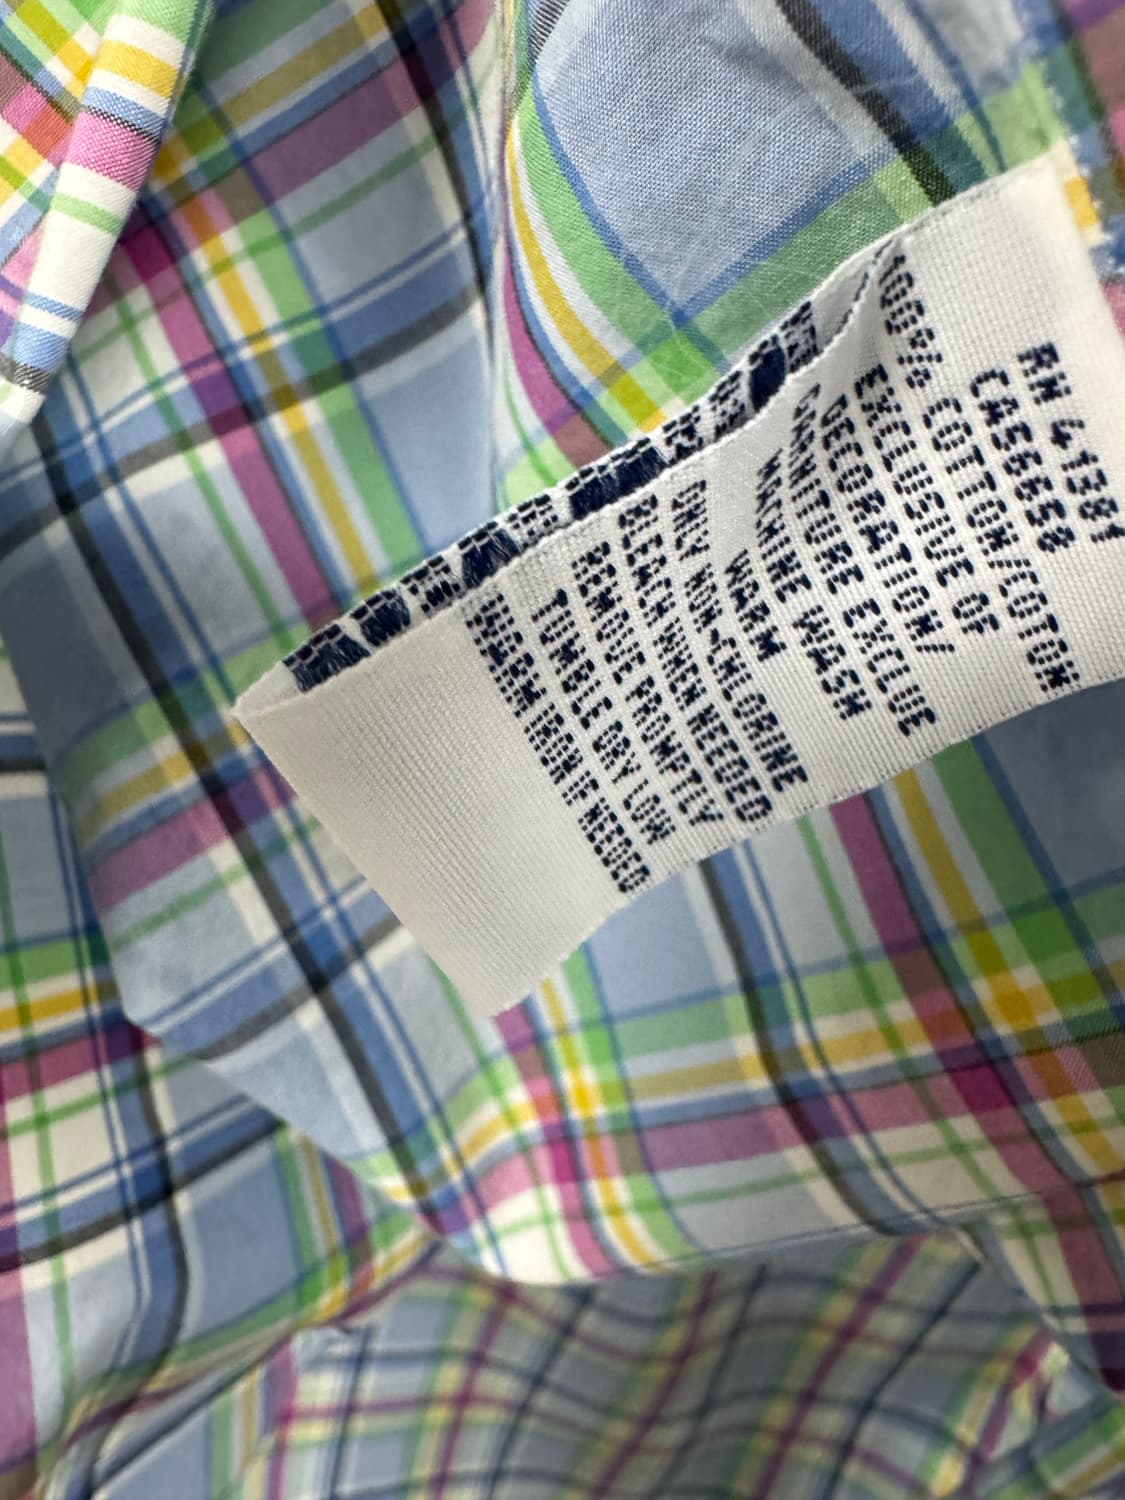 RN 41381
CA56658
100% COTTON/COTON
EXCLUSIVE OF
DECORATION/
GARNITURE EXCLUE
MACHINE WASH
WARM
ONLY NON-CHLORINE
BLEACH WHEN NEEDED
REMOVE PROMPTLY
TUMBLE DRY LOW
WARM IRON IF NEEDED